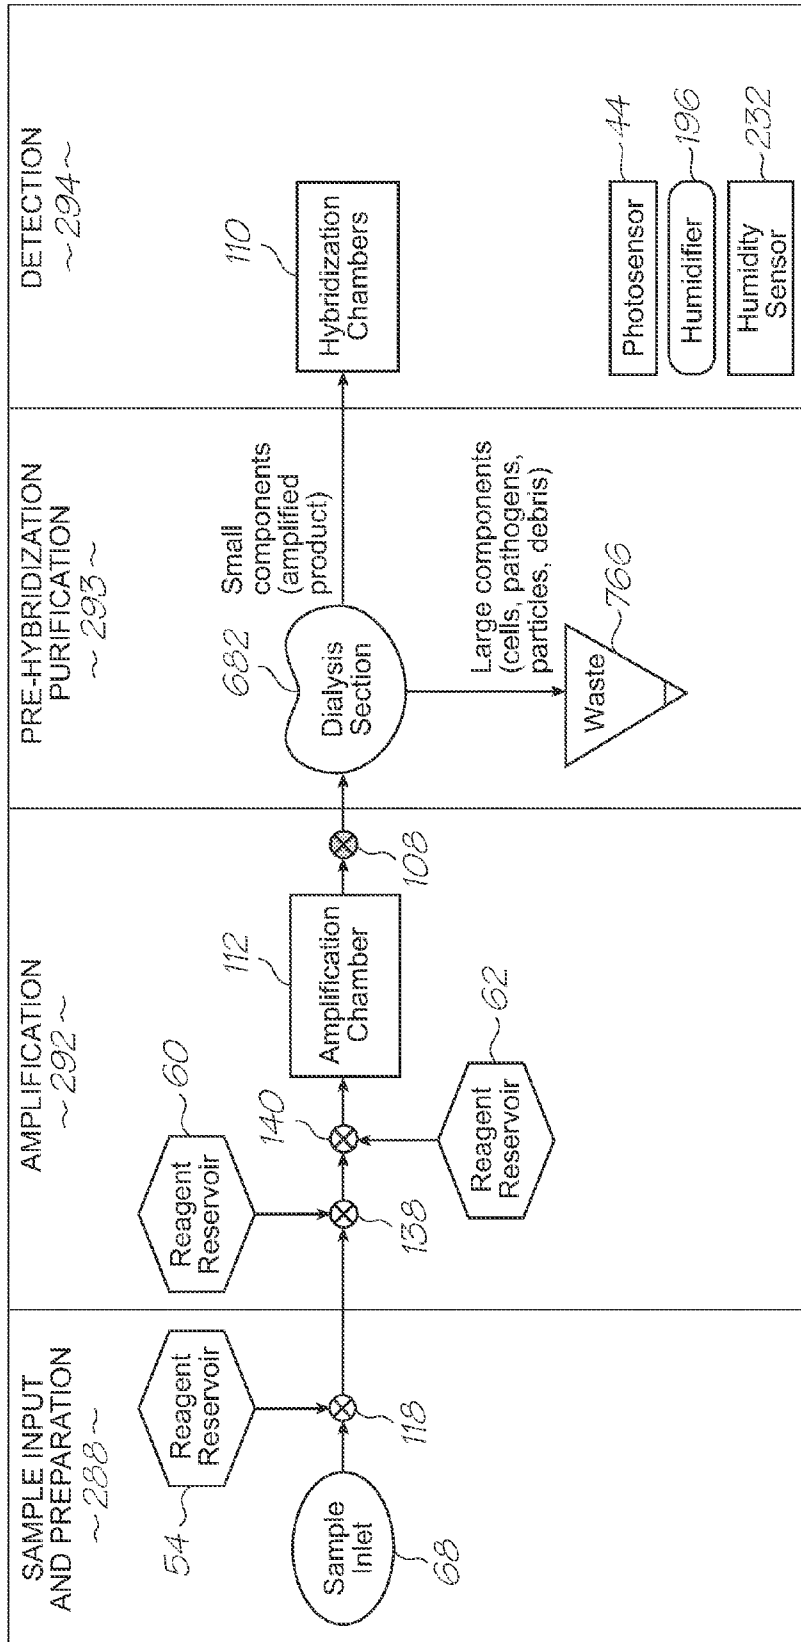 SAMPLE INPUT
AND PREPARATION
~288~
54
Reagent
Reservoir
Sample
Inlet
68
118
AMPLIFICATION
~292~
60
Reagent
Reservoir
138
140
112
Amplification
Chamber
108
62
Reagent
Reservoir
PRE-HYBRIDIZATION
PURIFICATION
~293~
682
Dialysis
Section
Small
components
(amplified
product)
Large components
(cells, pathogens,
particles, debris)
Waste
766
DETECTION
~294~
110
Hybridization
Chambers
Photosensor
44
Humidifier
196
Humidity
Sensor
232